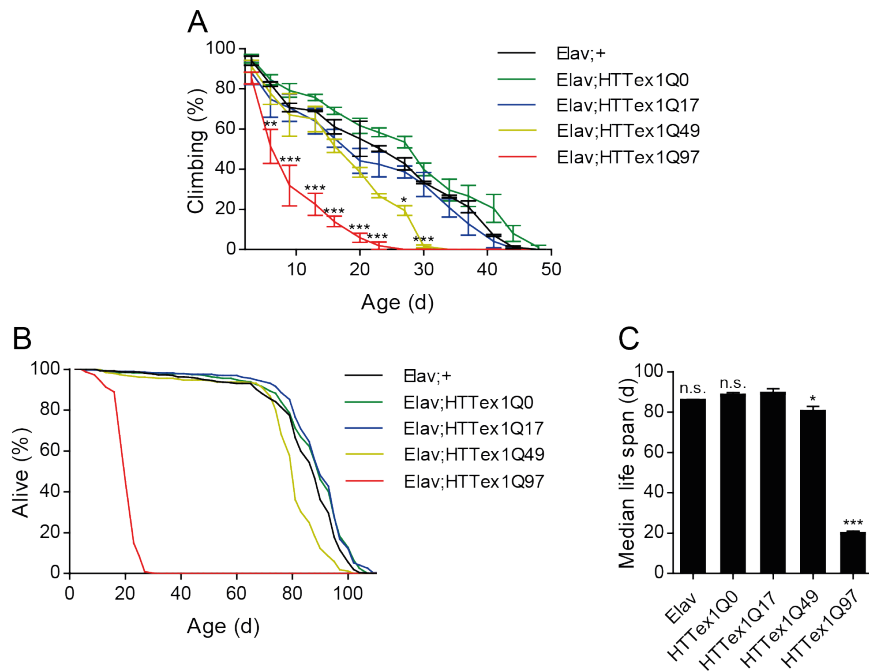 A
100
80
60
40
20
0
Climbing (%)
10 20 30 40 50
Age (d)
** *** *** *** *** *** * ***
Elav;+
Elav;HTTex1Q0
Elav;HTTex1Q17
Elav;HTTex1Q49
Elav;HTTex1Q97
B
100
80
60
40
20
0
Alive (%)
0 20 40 60 80 100
Age (d)
Elav;+
Elav;HTTex1Q0
Elav;HTTex1Q17
Elav;HTTex1Q49
Elav;HTTex1Q97
C
100
80
60
40
20
0
Median life span (d)
n.s. n.s. * ***
Elav
HTTex1Q0
HTTex1Q17
HTTex1Q49
HTTex1Q97